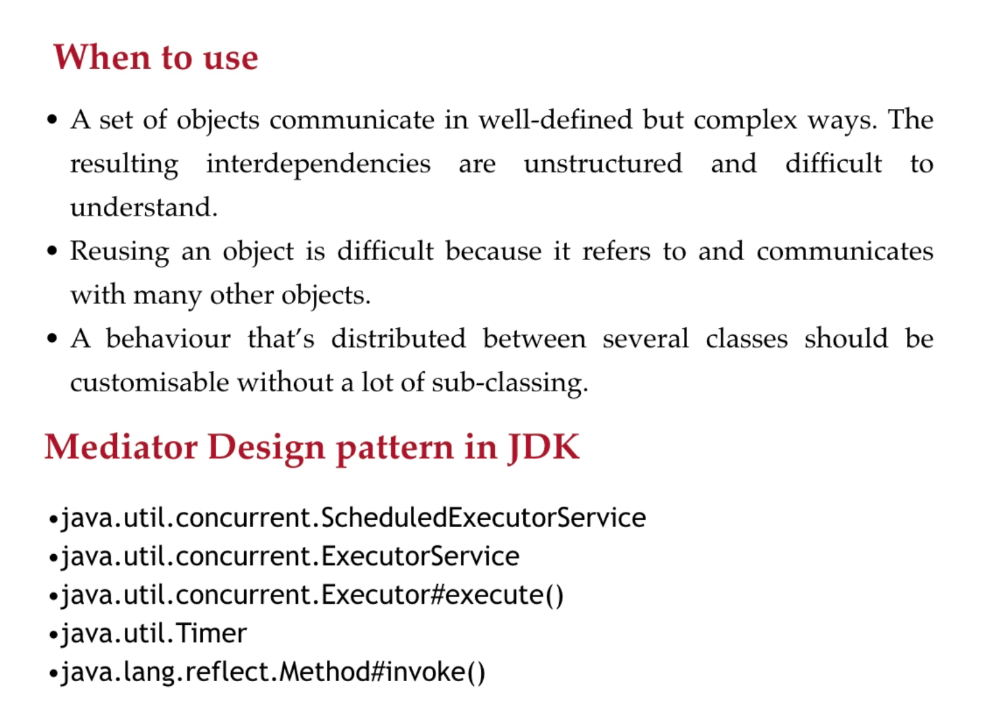 When to use
• A set of objects communicate in well-defined but complex ways. The
resulting interdependencies are unstructured and difficult to
understand.
• Reusing an object is difficult because it refers to and communicates
with many other objects.
• A behaviour that's distributed between several classes should be
customisable without a lot of sub-classing.
Mediator Design pattern in JDK
•java.util.concurrent.ScheduledExecutorService
•java.util.concurrent.ExecutorService
•java.util.concurrent.Executor#execute()
•java.util.Timer
•java.lang.reflect.Method#invoke()